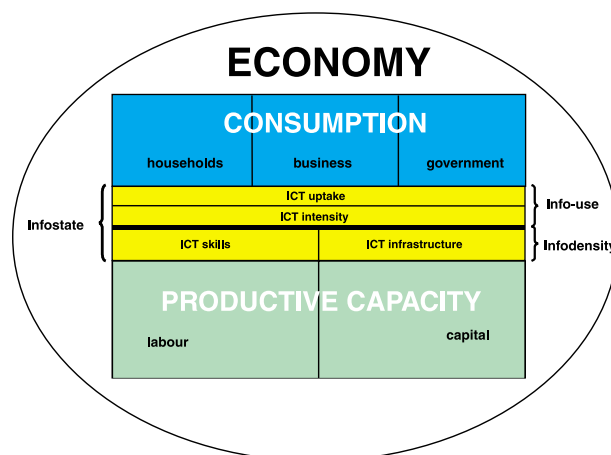 ECONOMY
CONSUMPTION
households business government
ICT uptake
Info-use
ICT intensity
Infostate
ICT skills ICT infrastructure
Infodensity
PRODUCTIVE CAPACITY
labour capital